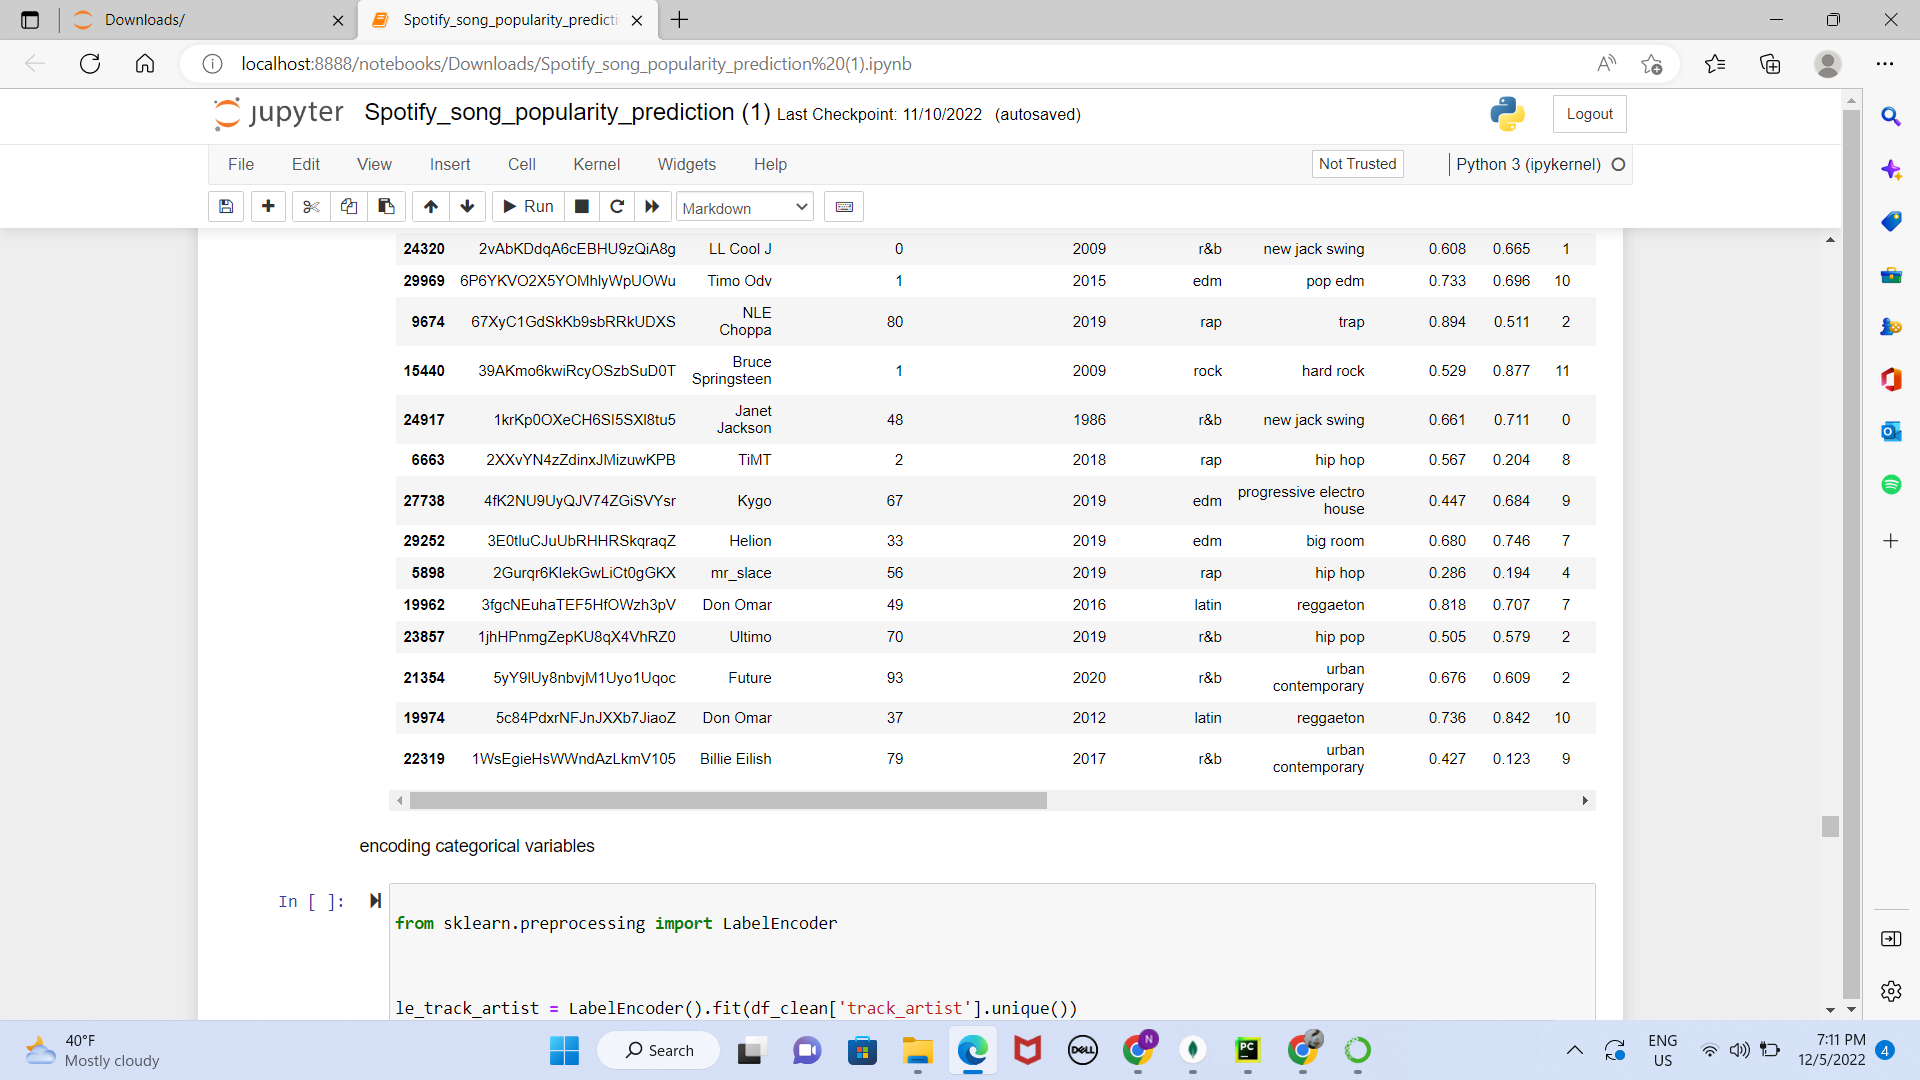 Downloads/
Spotify_song_popularity_predicti
localhost:8888/notebooks/Downloads/Spotify_song_popularity_prediction%20(1).ipynb
jupyter Spotify_song_popularity_prediction (1) Last Checkpoint: 11/10/2022 (autosaved)
Logout
File Edit View Insert Cell Kernel Widgets Help
Not Trusted
Python 3 (ipykernel)
Run
Markdown
24320 2vAbKDdqA6cEBHU9zQiA8g LL Cool J 0 2009 r&b new jack swing 0.608 0.665 1
29969 6P6YKVO2X5YOMhlyWpUOWu Timo Odv 1 2015 edm pop edm 0.733 0.696 10
9674 67XyC1GdSkKb9sbRRkUDXS NLE Choppa 80 2019 rap trap 0.894 0.511 2
15440 39AKmo6kwiRcyOSzbSuD0T Bruce Springsteen 1 2009 rock hard rock 0.529 0.877 11
24917 1krKp0OXeCH6SI5SXI8tu5 Janet Jackson 48 1986 r&b new jack swing 0.661 0.711 0
6663 2XXvYN4zZdinxJMizuwKPB TiMT 2 2018 rap hip hop 0.567 0.204 8
27738 4fK2NU9UyQJV74ZGiSVYsr Kygo 67 2019 edm progressive electro house 0.447 0.684 9
29252 3E0tluCJuUbRHHRSkqraqZ Helion 33 2019 edm big room 0.680 0.746 7
5898 2Gurqr6KIekGwLiCt0gGKX mr_slace 56 2019 rap hip hop 0.286 0.194 4
19962 3fgcNEuhaTEF5HfOWzh3pV Don Omar 49 2016 latin reggaeton 0.818 0.707 7
23857 1jhHPnmgZepKU8qX4VhRZ0 Ultimo 70 2019 r&b hip pop 0.505 0.579 2
21354 5yY9lUy8nbvjM1Uyo1Uqoc Future 93 2020 r&b urban contemporary 0.676 0.609 2
19974 5c84PdxrNFJnJXXb7JiaoZ Don Omar 37 2012 latin reggaeton 0.736 0.842 10
22319 1WsEgieHsWWndAzLkmV105 Billie Eilish 79 2017 r&b urban contemporary 0.427 0.123 9
encoding categorical variables
In [ ]:
from sklearn.preprocessing import LabelEncoder
le_track_artist = LabelEncoder().fit(df_clean['track_artist'].unique())
40°F
Mostly cloudy
Search
DELL
N
PC
ENG
US
7:11 PM
12/5/2022
4